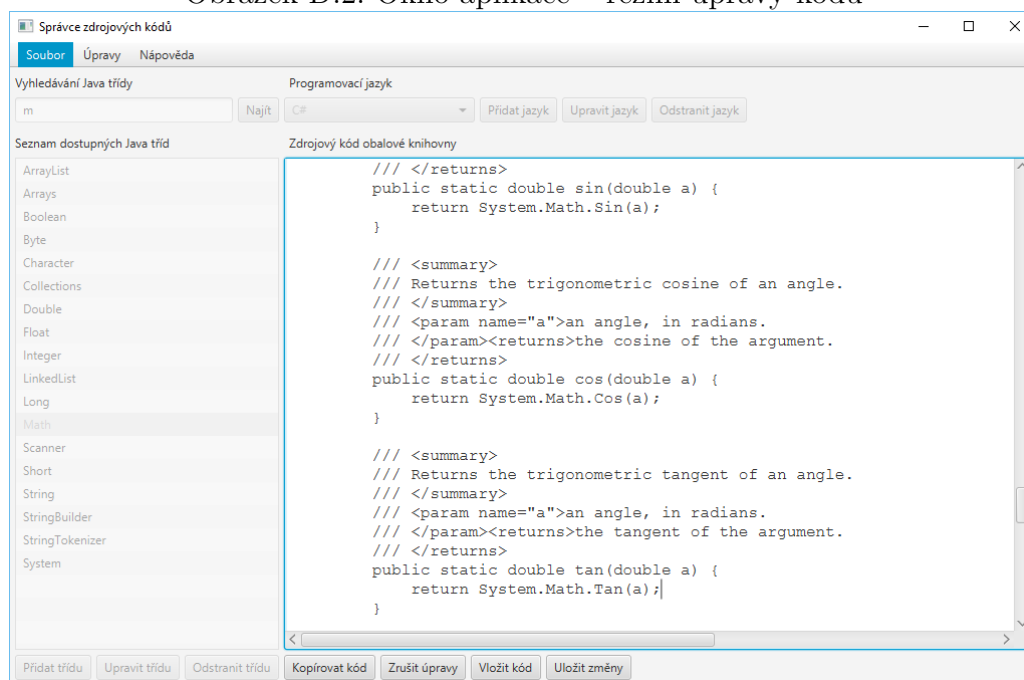 Obrázek D.2: Okno aplikace - režim úpravy kódu
Správce zdrojových kódů
Soubor Úpravy Nápověda
Vyhledávání Java třídy Programovací jazyk
m Najít C# Přidat jazyk Upravit jazyk Odstranit jazyk
Seznam dostupných Java tříd Zdrojový kód obalové knihovny
ArrayList
Arrays
Boolean
Byte
Character
Collections
Double
Float
Integer
LinkedList
Long
Math
Scanner
Short
String
StringBuilder
StringTokenizer
System
/// </returns>
public static double sin(double a) {
return System.Math.Sin(a);
}
/// <summary>
/// Returns the trigonometric cosine of an angle.
/// </summary>
/// <param name="a">an angle, in radians.
/// </param><returns>the cosine of the argument.
/// </returns>
public static double cos(double a) {
return System.Math.Cos(a);
}
/// <summary>
/// Returns the trigonometric tangent of an angle.
/// </summary>
/// <param name="a">an angle, in radians.
/// </param><returns>the tangent of the argument.
/// </returns>
public static double tan(double a) {
return System.Math.Tan(a);
}
Přidat třídu Upravit třídu Odstranit třídu Kopírovat kód Zrušit úpravy Vložit kód Uložit změny